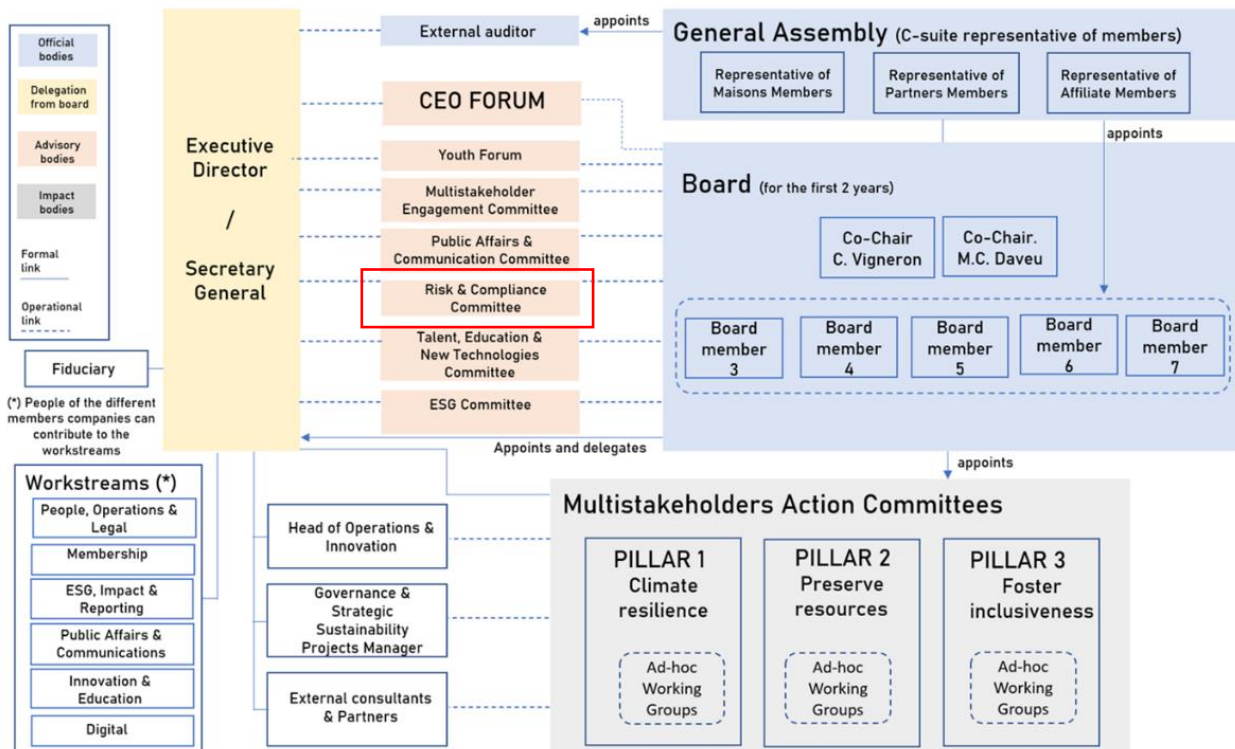 Official
bodies
Delegation
from board
Advisory
bodies
Impact
bodies
Formal
link
Operational
link
Executive
Director
/
Secretary
General
External auditor
appoints
CEO FORUM
Youth Forum
Multistakeholder
Engagement Committee
Public Affairs &
Communication Committee
Risk & Compliance
Committee
Talent, Education &
New Technologies
Committee
ESG Committee
General Assembly (C-suite representative of members)
Representative of
Maisons Members
Representative of
Partners Members
Representative of
Affiliate Members
appoints
Board (for the first 2 years)
Co-Chair
C. Vigneron
Co-Chair.
M.C. Daveu
Board
member
3
Board
member
4
Board
member
5
Board
member
6
Board
member
7
Appoints and delegates
appoints
Fiduciary
(*) People of the different
members companies can
contribute to the
workstreams
Workstreams (*)
People, Operations &
Legal
Membership
ESG, Impact &
Reporting
Public Affairs &
Communications
Innovation &
Education
Digital
Head of Operations &
Innovation
Governance &
Strategic
Sustainability
Projects Manager
External consultants
& Partners
Multistakeholders Action Committees
PILLAR 1
Climate
resilience
Ad-hoc
Working
Groups
PILLAR 2
Preserve
resources
Ad-hoc
Working
Groups
PILLAR 3
Foster
inclusiveness
Ad-hoc
Working
Groups